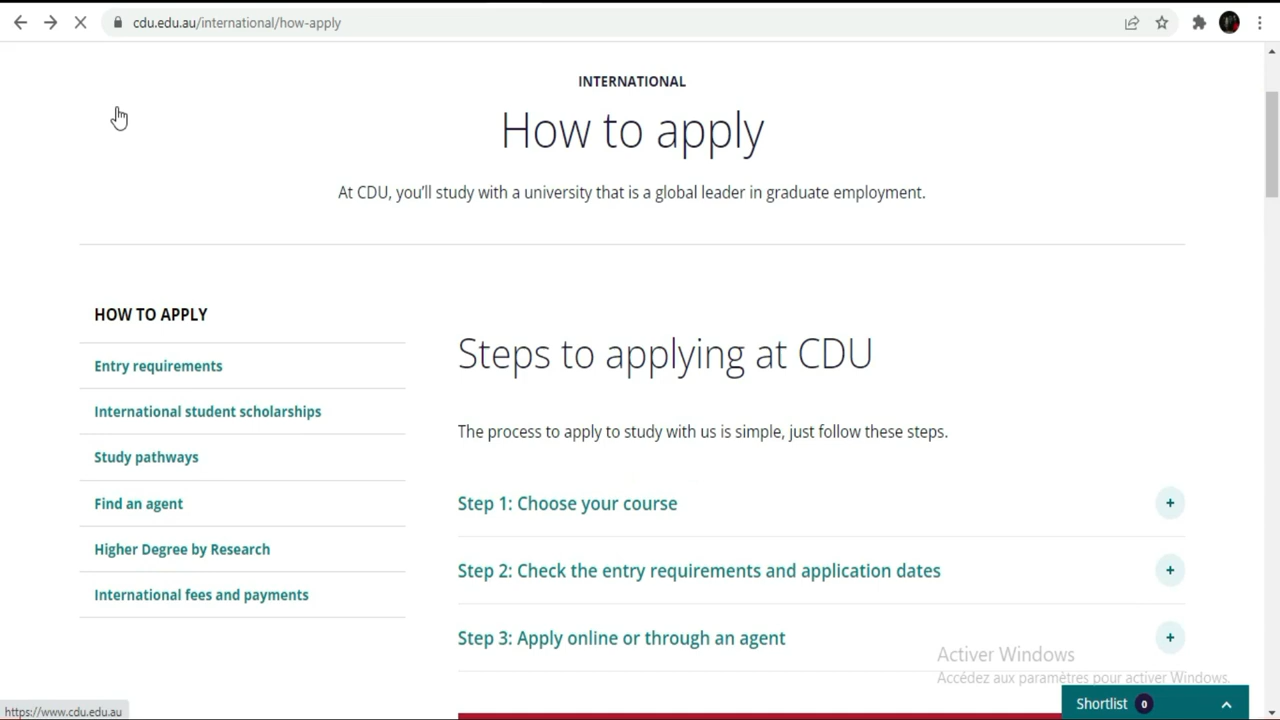 cdu.edu.au/international/how-apply
INTERNATIONAL
How to apply
At CDU, you’ll study with a university that is a global leader in graduate employment.
HOW TO APPLY
Entry requirements
International student scholarships
Study pathways
Find an agent
Higher Degree by Research
International fees and payments
Steps to applying at CDU
The process to apply to study with us is simple, just follow these steps.
Step 1: Choose your course
+
Step 2: Check the entry requirements and application dates
+
Step 3: Apply online or through an agent
+
Activer Windows
Accédez aux paramètres pour activer Windows.
Shortlist 0
https://www.cdu.edu.au